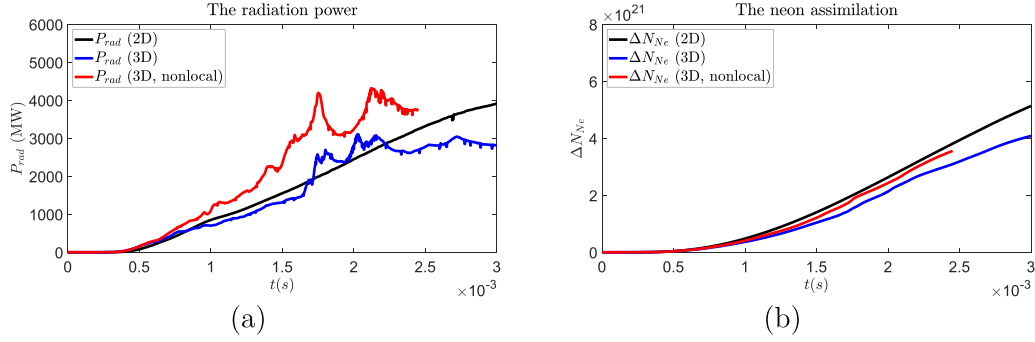 The radiation power
6000
5000
4000
3000
2000
1000
0
P_rad (MW)
P_rad (2D)
P_rad (3D)
P_rad (3D, nonlocal)
0 0.5 1 1.5 2 2.5 3
t(s)
×10⁻³
(a)
The neon assimilation
×10²¹
8
6
4
2
0
ΔN_Ne
ΔN_Ne (2D)
ΔN_Ne (3D)
ΔN_Ne (3D, nonlocal)
0 0.5 1 1.5 2 2.5 3
t(s)
×10⁻³
(b)